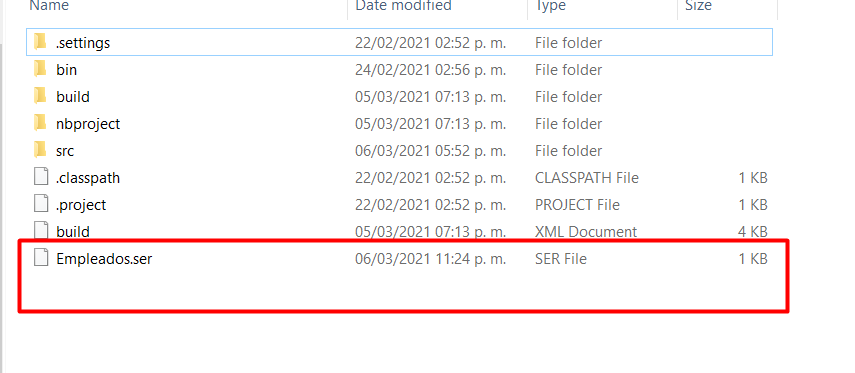 Name Date modified Type Size
.settings 22/02/2021 02:52 p. m. File folder
bin 24/02/2021 02:56 p. m. File folder
build 05/03/2021 07:13 p. m. File folder
nbproject 05/03/2021 07:13 p. m. File folder
src 06/03/2021 05:52 p. m. File folder
.classpath 22/02/2021 02:52 p. m. CLASSPATH File 1 KB
.project 22/02/2021 02:52 p. m. PROJECT File 1 KB
build 05/03/2021 07:13 p. m. XML Document 4 KB
Empleados.ser 06/03/2021 11:24 p. m. SER File 1 KB